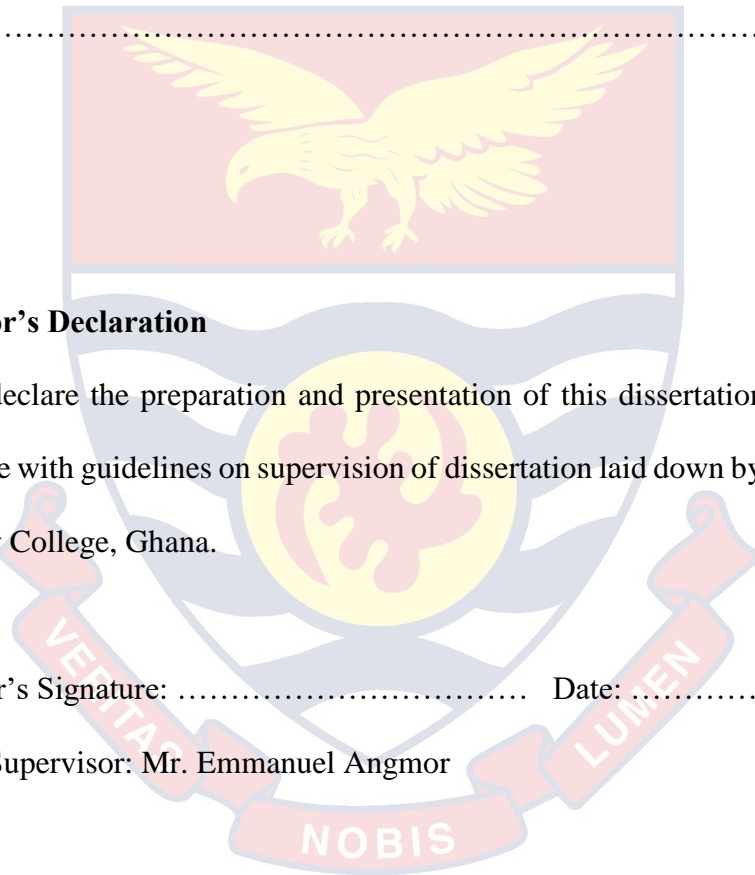 ……………………………………………………………………
or’s Declaration
eclare the preparation and presentation of this dissertation
e with guidelines on supervision of dissertation laid down by
College, Ghana.
r’s Signature: …………………………… Date: …………
Supervisor: Mr. Emmanuel Angmor
VERITAS
NOBIS
LUMEN